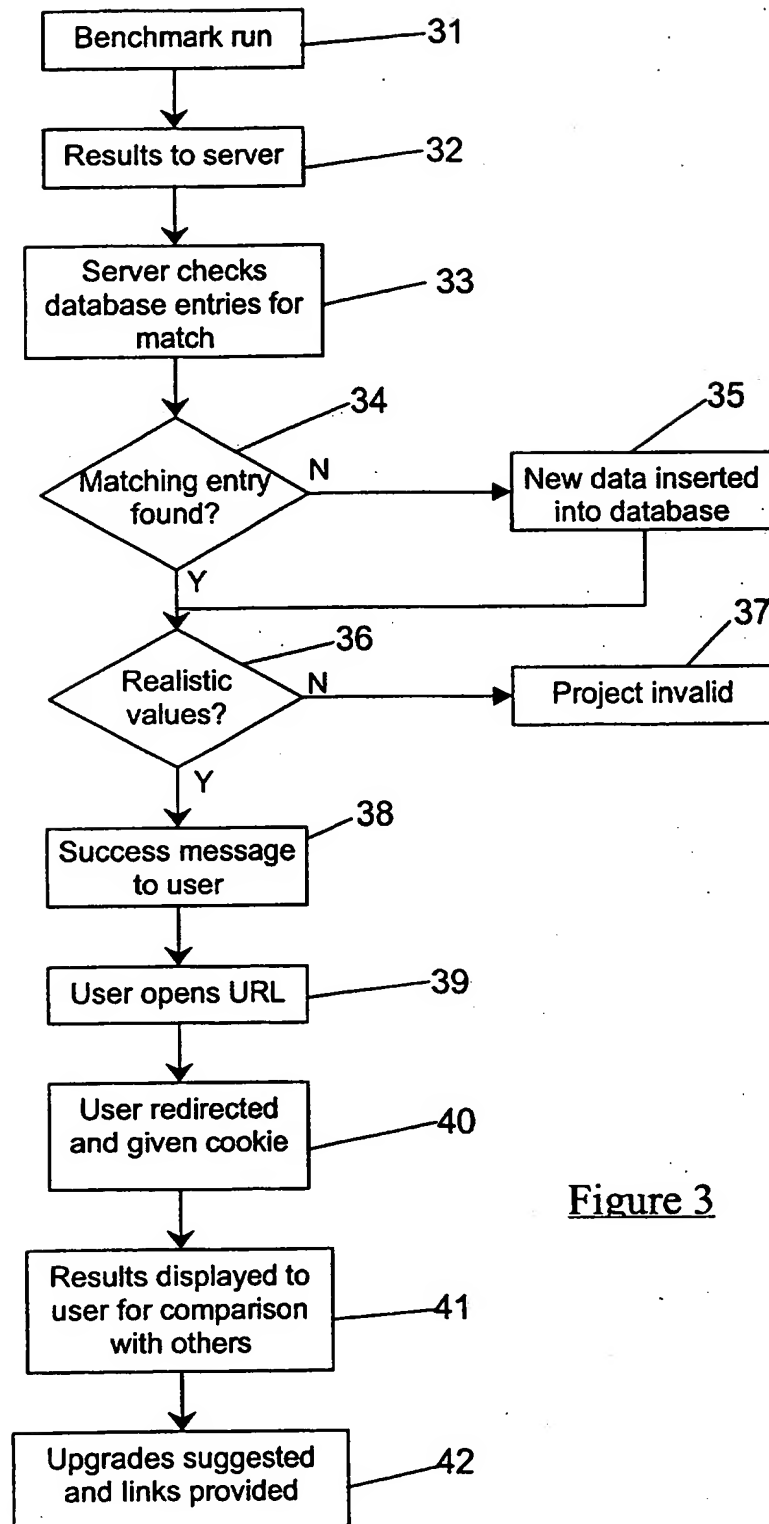 Benchmark run
31
Results to server
32
Server checks
database entries for
match
33
34
Matching entry
found?
N
Y
35
New data inserted
into database
36
Realistic
values?
N
Y
37
Project invalid
38
Success message
to user
User opens URL
39
User redirected
and given cookie
40
Figure 3
Results displayed to
user for comparison
with others
41
Upgrades suggested
and links provided
42